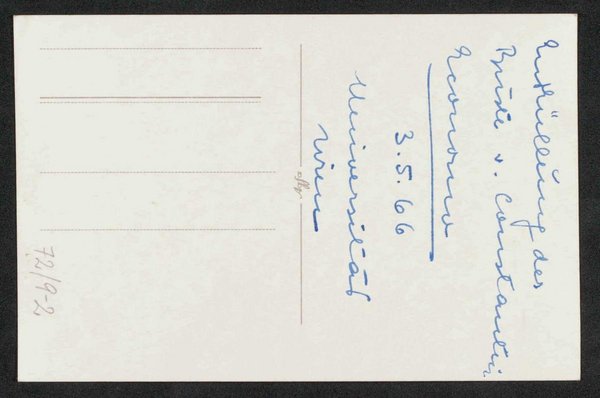 Enthüllung des
Büste v. Constantin
Economo
3.5.66
Universität
Wien
72/9-2